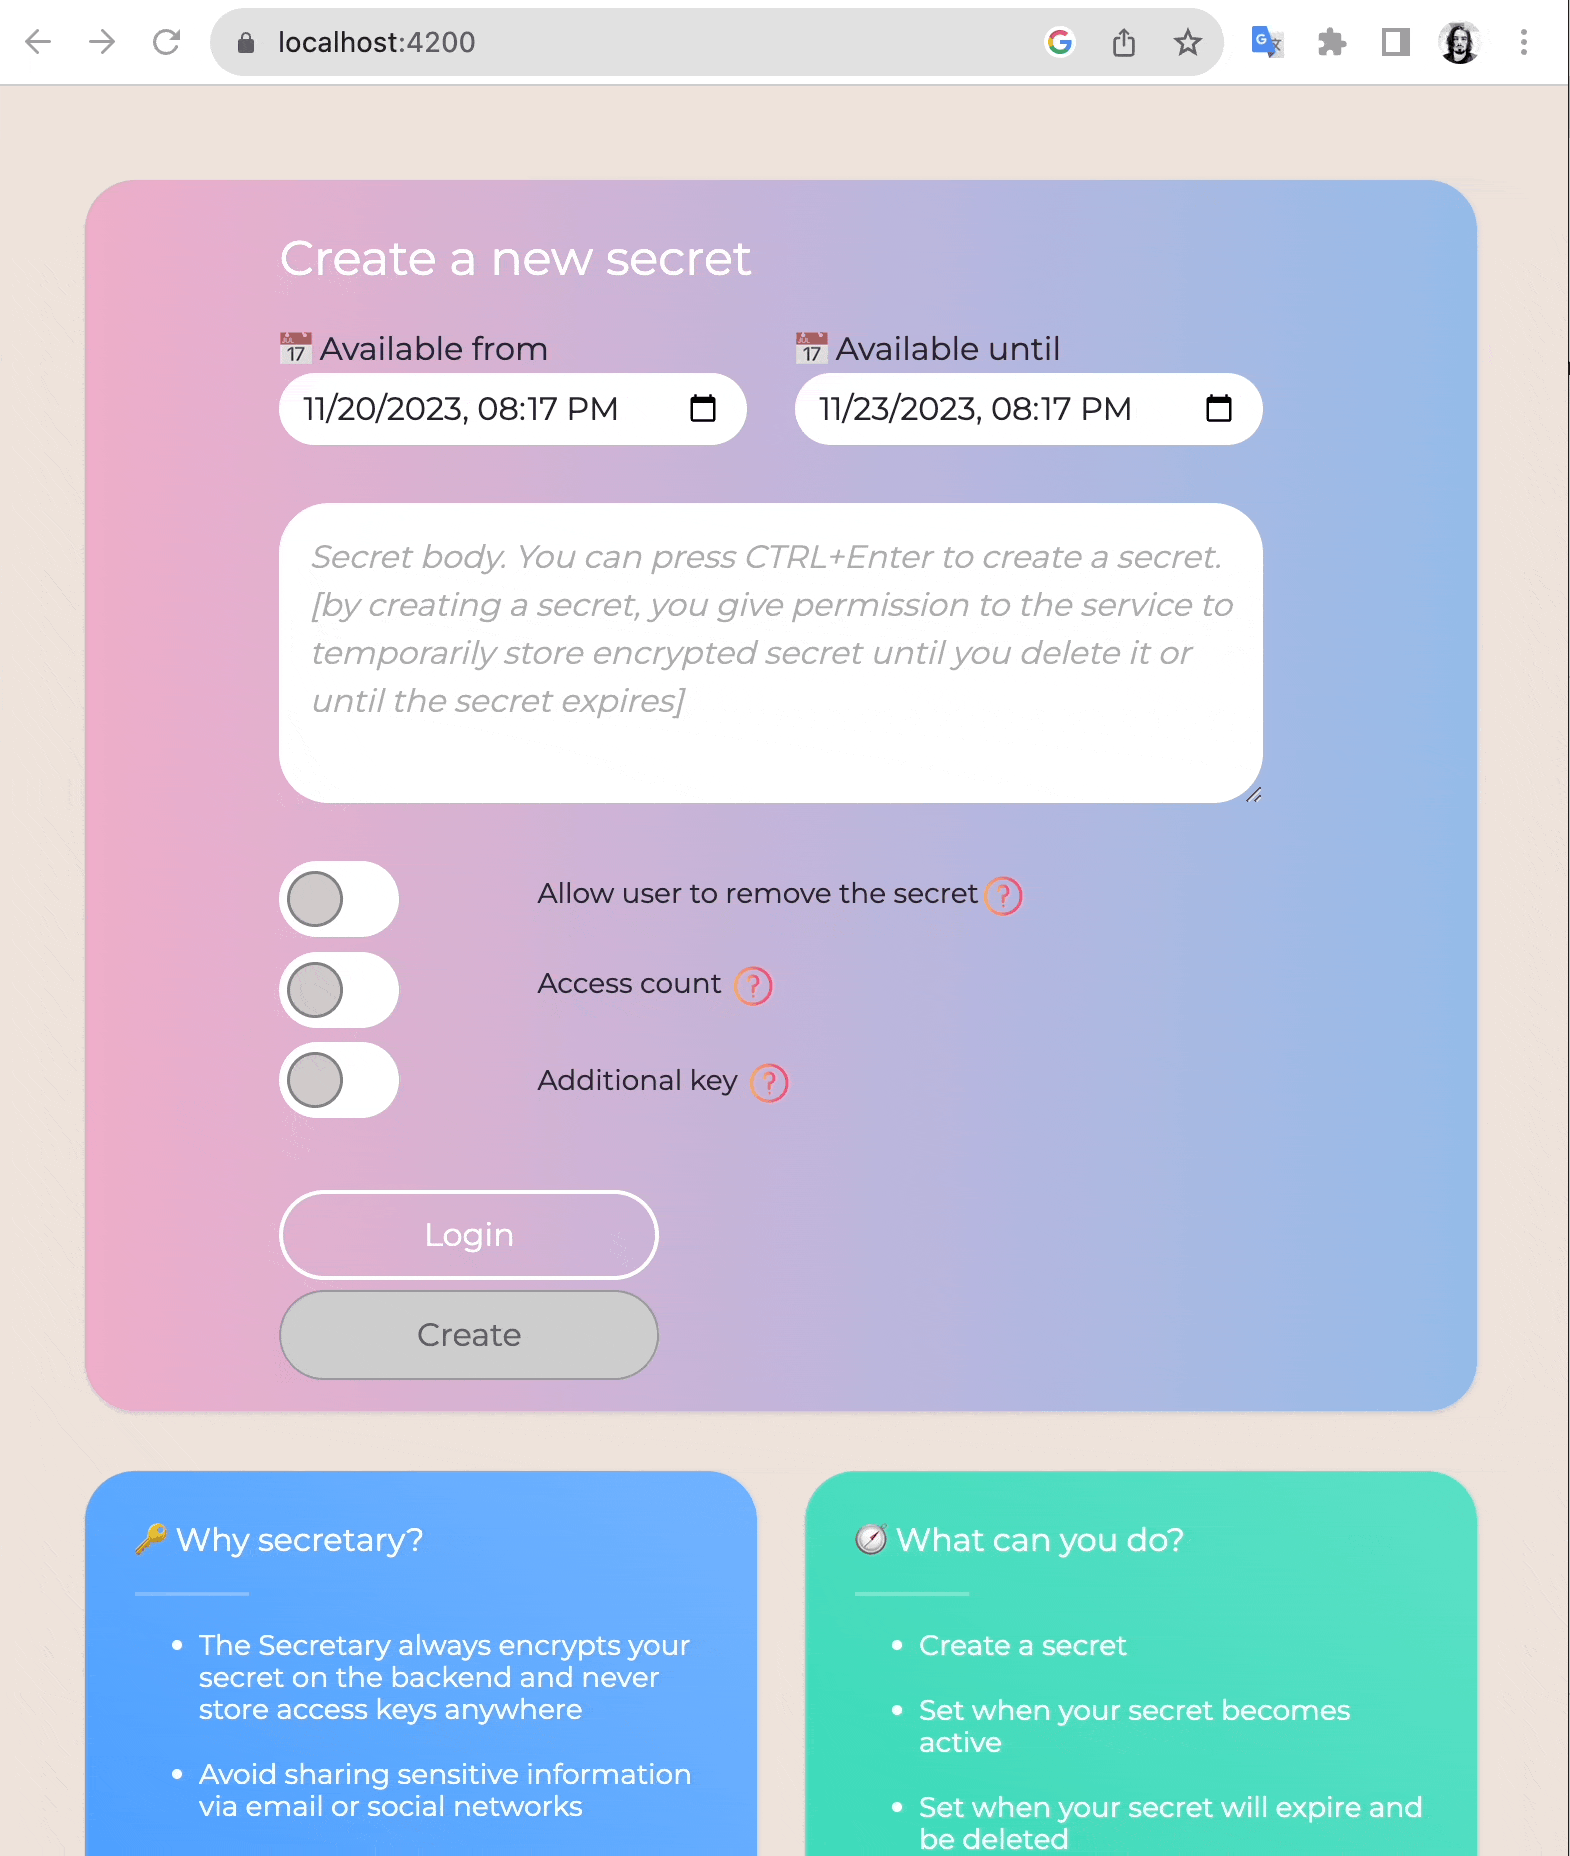 localhost:4200
Create a new secret
📅 Available from
📅 Available until
11/20/2023, 08:17 PM
11/23/2023, 08:17 PM
Secret body. You can press CTRL+Enter to create a secret.
[by creating a secret, you give permission to the service to
temporarily store encrypted secret until you delete it or
until the secret expires]
Allow user to remove the secret ?
Access count ?
Additional key ?
Login
Create
🔑 Why secretary?
The Secretary always encrypts your
secret on the backend and never
store access keys anywhere
Avoid sharing sensitive information
via email or social networks
🧭 What can you do?
Create a secret
Set when your secret becomes
active
Set when your secret will expire and
be deleted